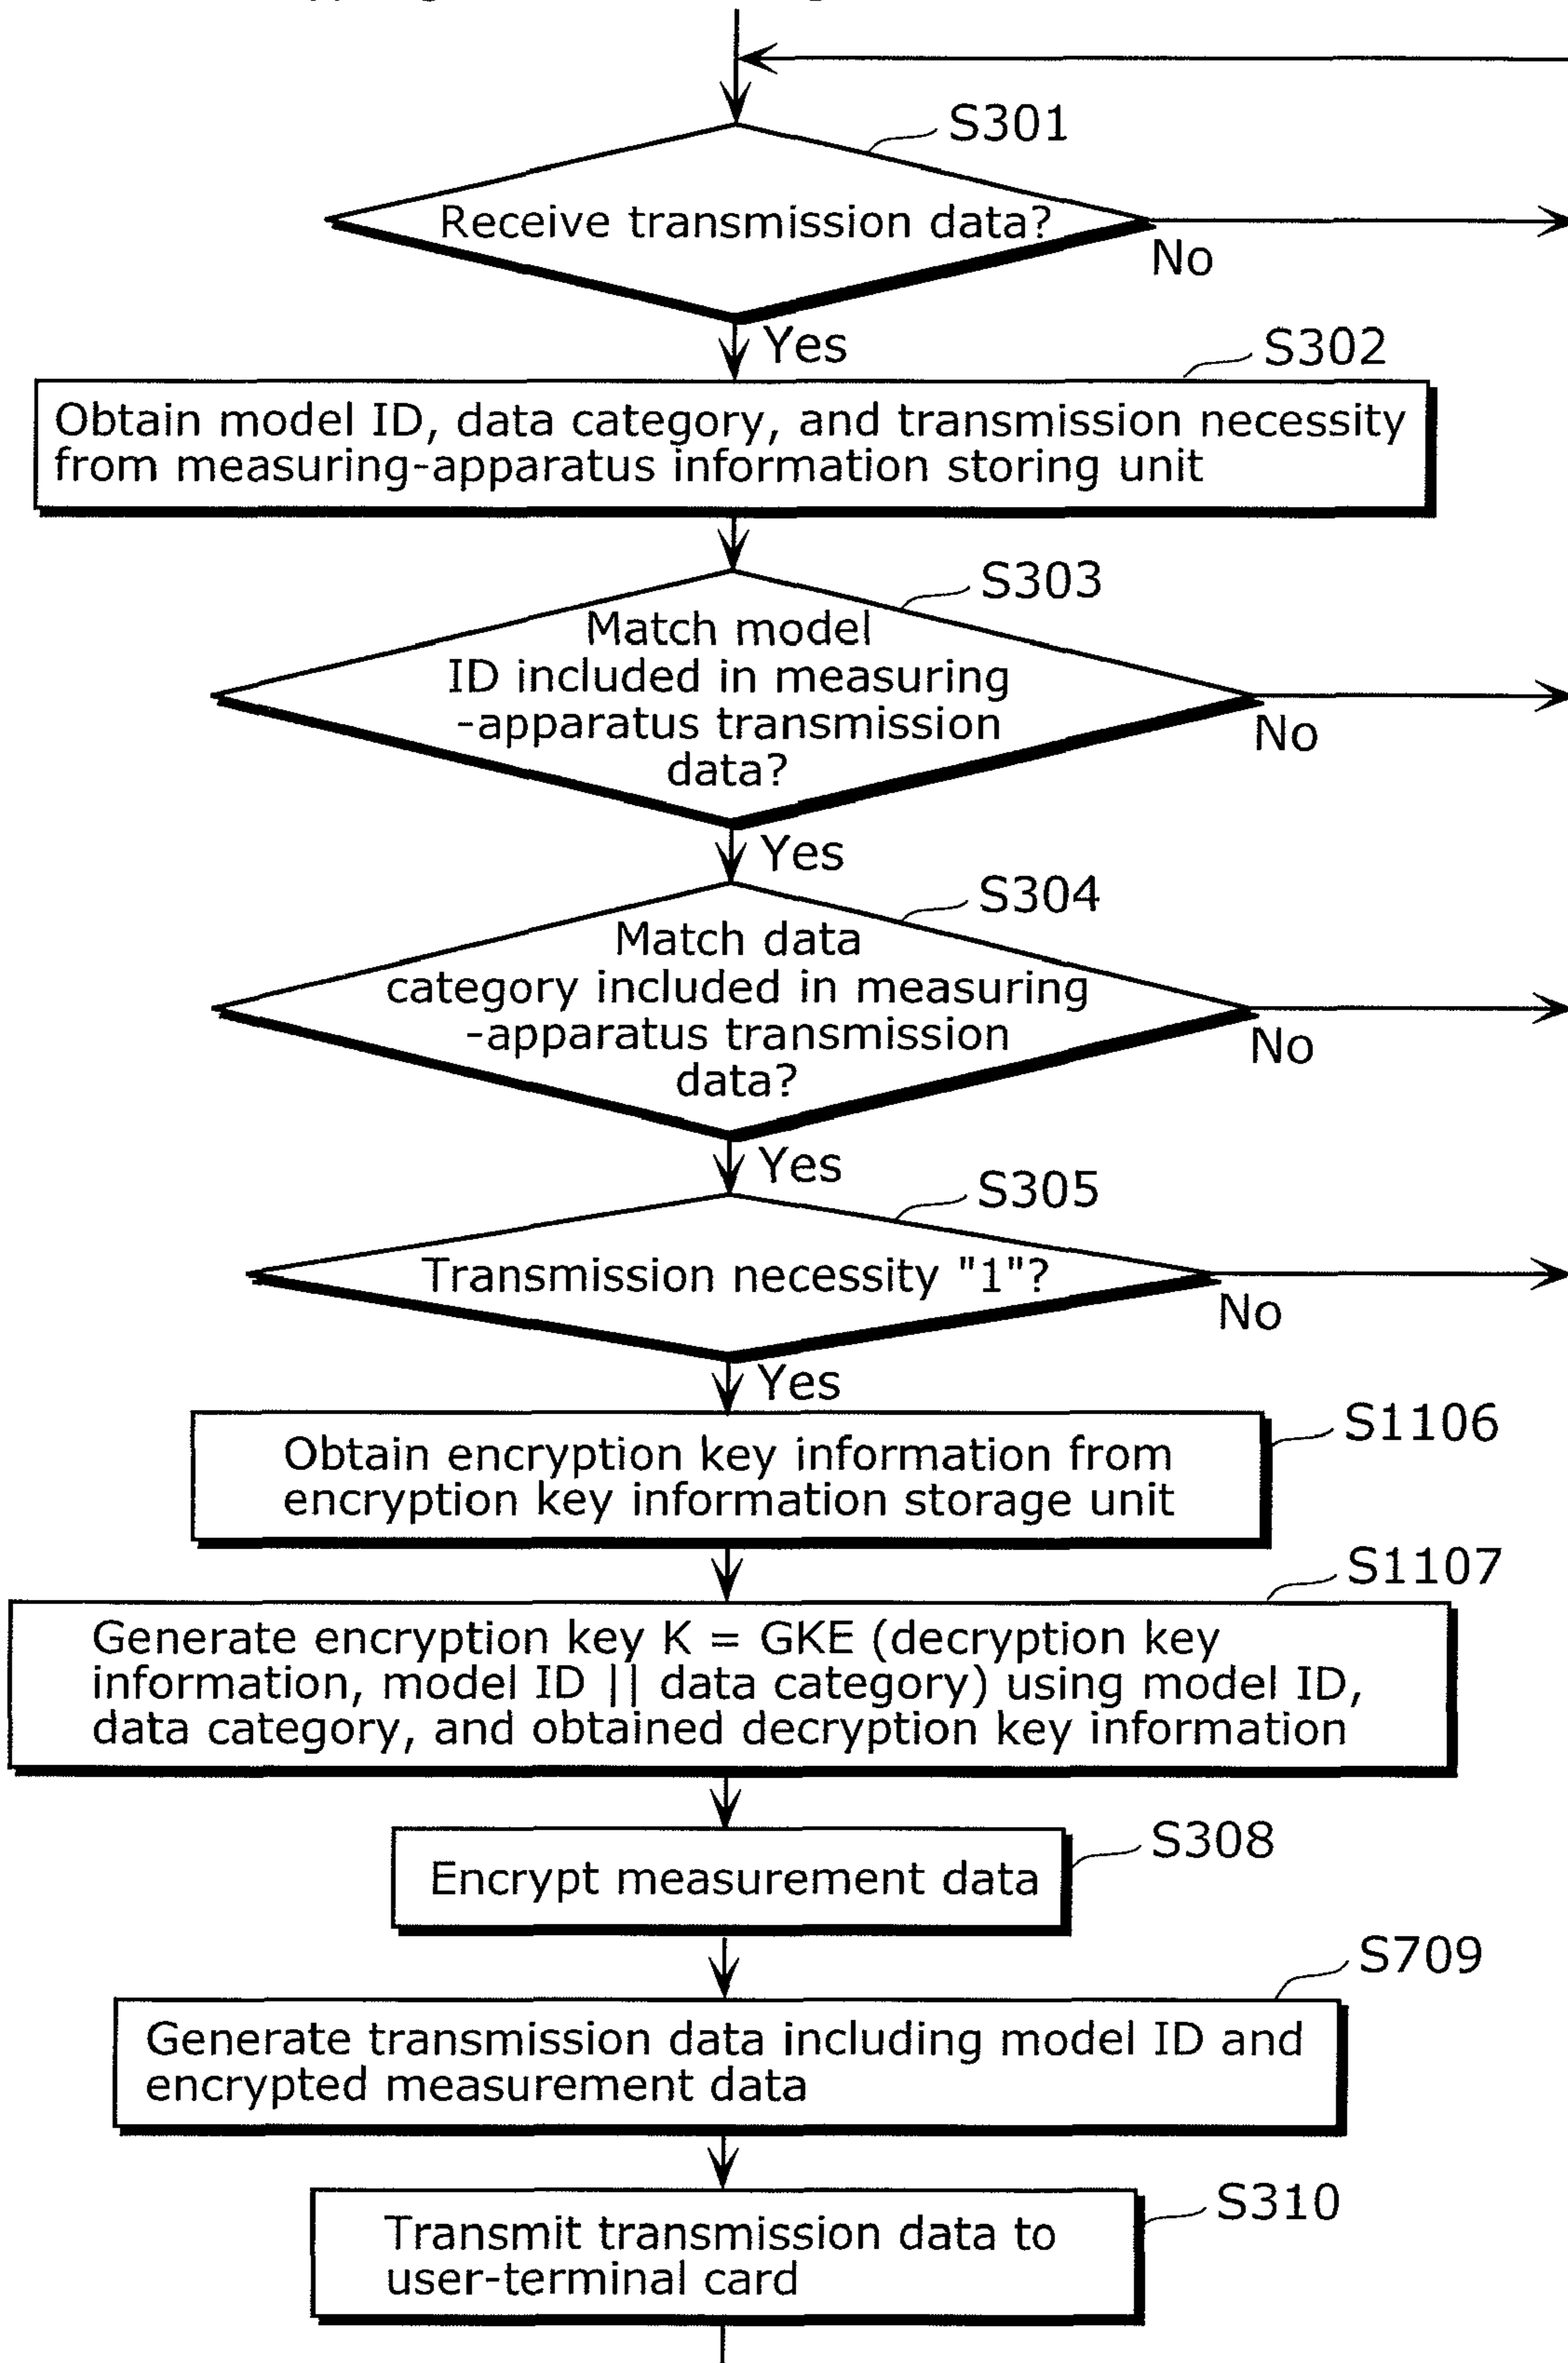 S301
Receive transmission data?
No
Yes
S302
Obtain model ID, data category, and transmission necessity
from measuring-apparatus information storing unit
S303
Match model
ID included in measuring
-apparatus transmission
data?
No
Yes
S304
Match data
category included in measuring
-apparatus transmission
data?
No
Yes
S305
Transmission necessity "1"?
No
Yes
S1106
Obtain encryption key information from
encryption key information storage unit
S1107
Generate encryption key K = GKE (decryption key
information, model ID || data category) using model ID,
data category, and obtained decryption key information
S308
Encrypt measurement data
S709
Generate transmission data including model ID and
encrypted measurement data
S310
Transmit transmission data to
user-terminal card